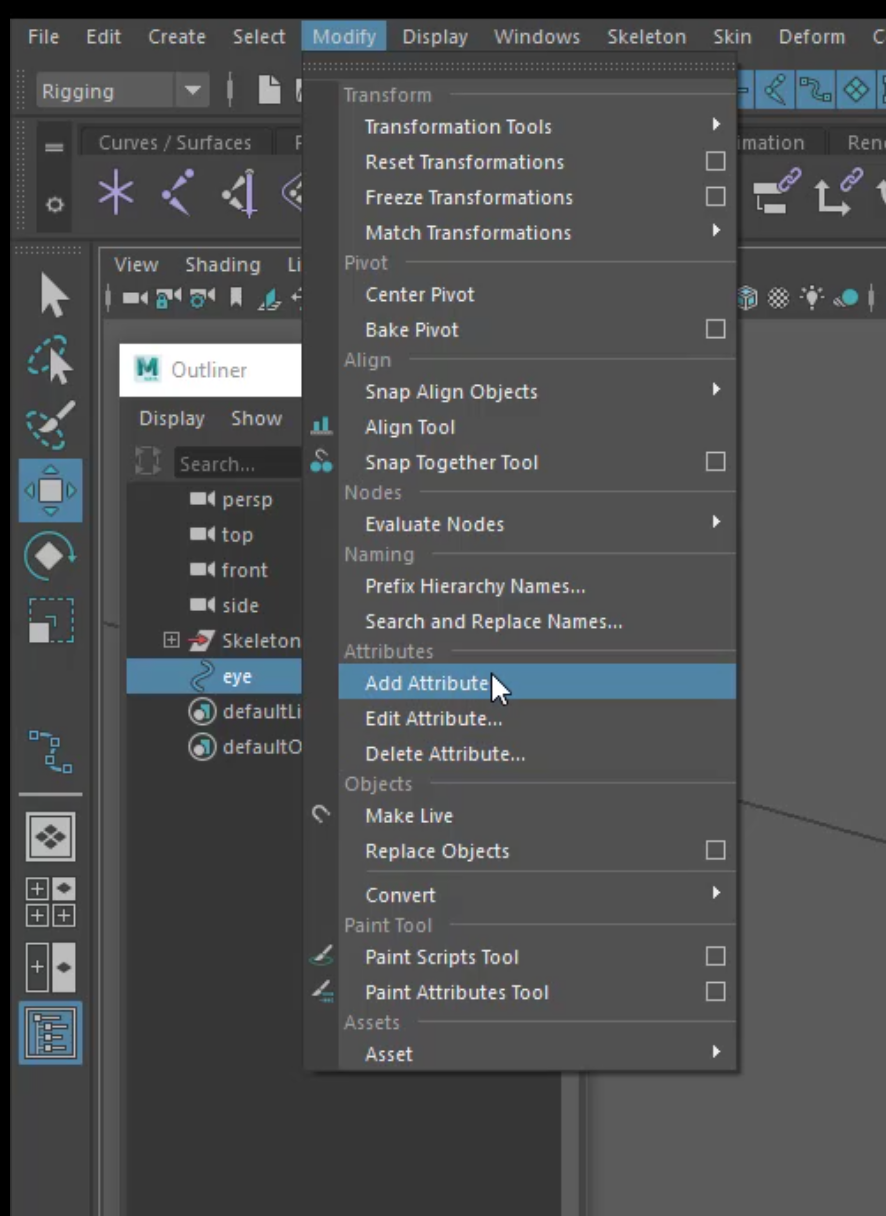 File Edit Create Select Modify Display Windows Skeleton Skin Deform
Rigging
Transform
Transformation Tools
Curves / Surfaces
Reset Transformations
Freeze Transformations
Match Transformations
View Shading
Pivot
Center Pivot
Bake Pivot
Align
Outliner
Snap Align Objects
Display Show
Align Tool
Search...
Snap Together Tool
Nodes
persp
Evaluate Nodes
top
Naming
front
Prefix Hierarchy Names...
side
Search and Replace Names...
Skeleton
Attributes
eye
Add Attribute
defaultLi
Edit Attribute...
defaultO
Delete Attribute...
Objects
Make Live
Replace Objects
Convert
Paint Tool
Paint Scripts Tool
Paint Attributes Tool
Assets
Asset